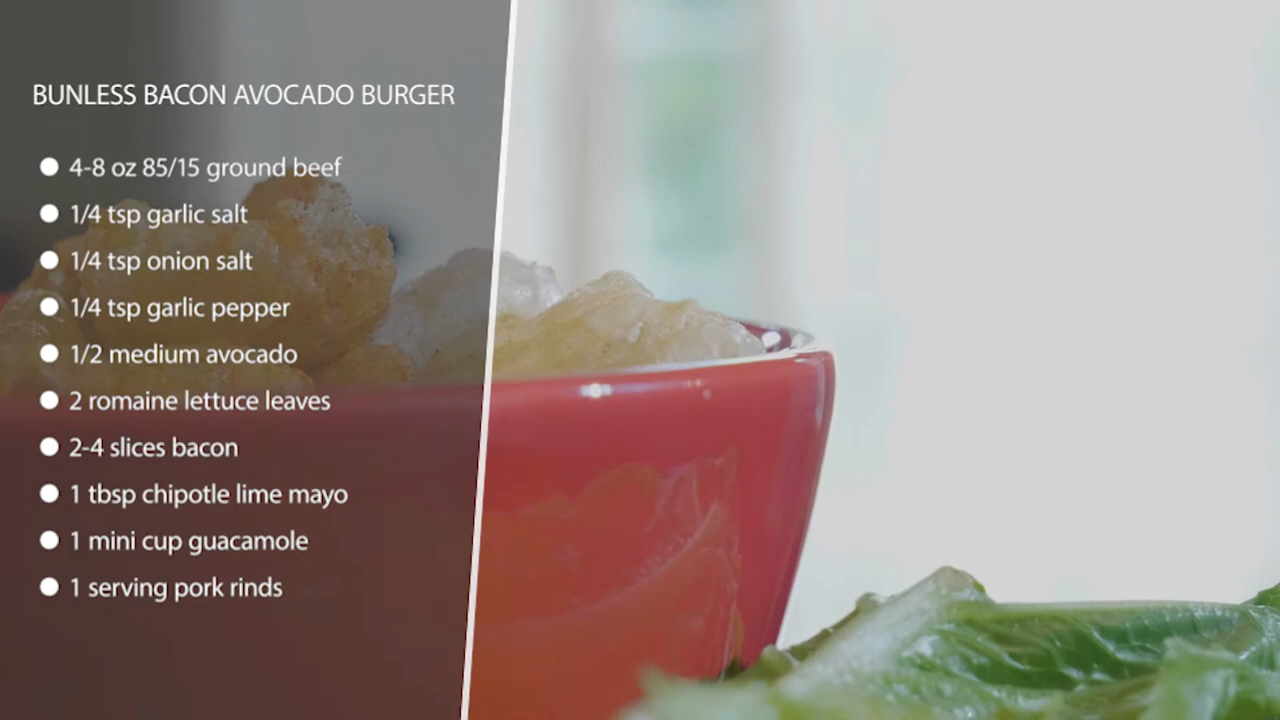 BUNLESS BACON AVOCADO BURGER
4-8 oz 85/15 ground beef
1/4 tsp garlic salt
1/4 tsp onion salt
1/4 tsp garlic pepper
1/2 medium avocado
2 romaine lettuce leaves
2-4 slices bacon
1 tbsp chipotle lime mayo
1 mini cup guacamole
1 serving pork rinds